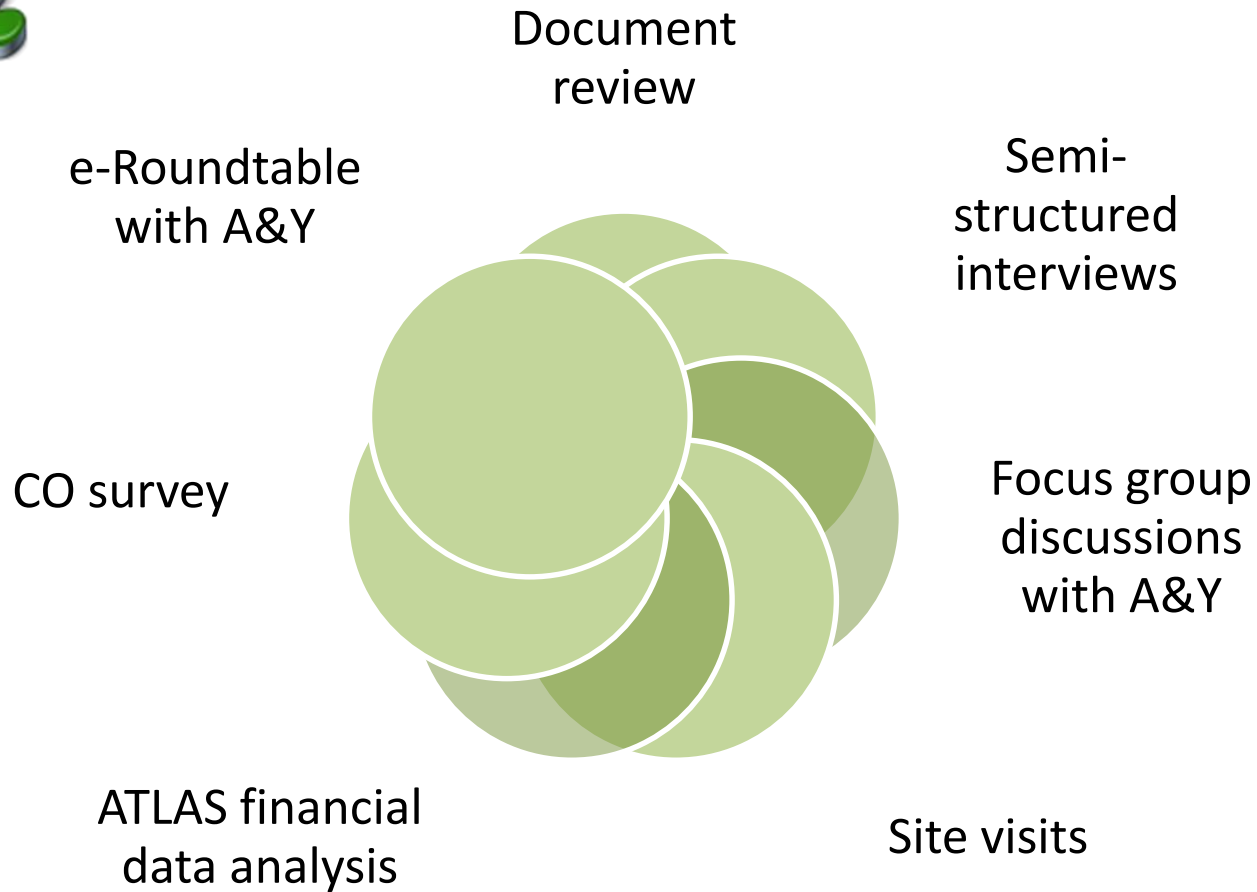 Document
review
Semi-
structured
interviews
Focus group
discussions
with A&Y
Site visits
ATLAS financial
data analysis
CO survey
e-Roundtable
with A&Y